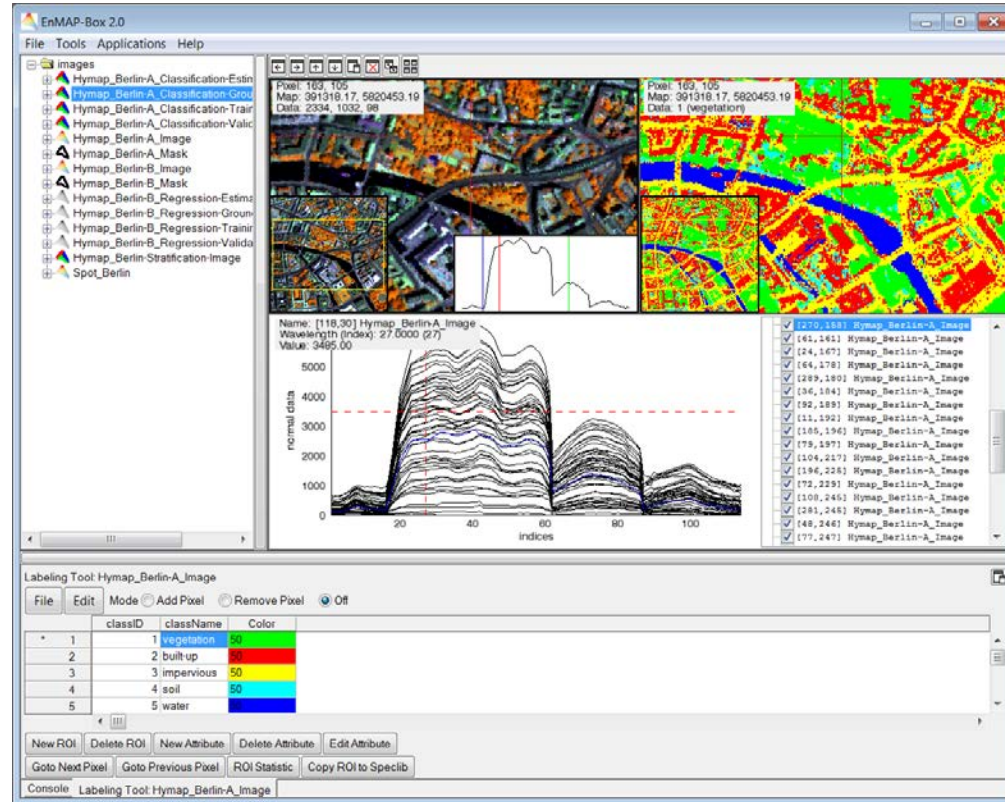 EnMAP-Box 2.0
File Tools Applications Help
images
Hymap_Berlin-A_Classification-Estin
Hymap_Berlin-A_Classification-Grou
Hymap_Berlin-A_Classification-Train
Hymap_Berlin-A_Classification-Valic
Hymap_Berlin-A_Image
Hymap_Berlin-A_Mask
Hymap_Berlin-B_Image
Hymap_Berlin-B_Mask
Hymap_Berlin-B_Regression-Estima
Hymap_Berlin-B_Regression-Groun
Hymap_Berlin-B_Regression-Trainin
Hymap_Berlin-B_Regression-Valida
Hymap_Berlin-Stratification-Image
Spot_Berlin
Pixel: 163, 105
Map: 391318.17, 5820453.19
Data: 2334, 1032, 98
Pixel: 163, 105
Map: 391318.17, 5820453.19
Data: 1 (vegetation)
Name: [118,30] Hymap_Berlin-A_Image
Wavelength (Index): 27.0000 (27)
Value: 3485.00
5000
4000
3000
2000
1000
0
normal data
20 40 60 80 100
indices
[270,158] Hymap_Berlin-A_Image
[61,161] Hymap_Berlin-A_Image
[24,167] Hymap_Berlin-A_Image
[64,178] Hymap_Berlin-A_Image
[289,180] Hymap_Berlin-A_Image
[36,184] Hymap_Berlin-A_Image
[92,189] Hymap_Berlin-A_Image
[11,192] Hymap_Berlin-A_Image
[185,196] Hymap_Berlin-A_Image
[79,197] Hymap_Berlin-A_Image
[104,217] Hymap_Berlin-A_Image
[196,225] Hymap_Berlin-A_Image
[72,229] Hymap_Berlin-A_Image
[108,245] Hymap_Berlin-A_Image
[281,245] Hymap_Berlin-A_Image
[48,246] Hymap_Berlin-A_Image
[77,247] Hymap_Berlin-A_Image
Labeling Tool: Hymap_Berlin-A_Image
File Edit Mode Add Pixel Remove Pixel Off
classID className Color
* 1 1 vegetation 50
2 2 built-up 50
3 3 impervious 50
4 4 soil 50
5 5 water
New ROI Delete ROI New Attribute Delete Attribute Edit Attribute
Goto Next Pixel Goto Previous Pixel ROI Statistic Copy ROI to Speclib
Console Labeling Tool: Hymap_Berlin-A_Image